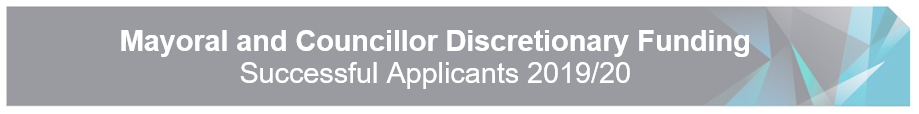 Mayoral and Councillor Discretionary Funding
Successful Applicants 2019/20